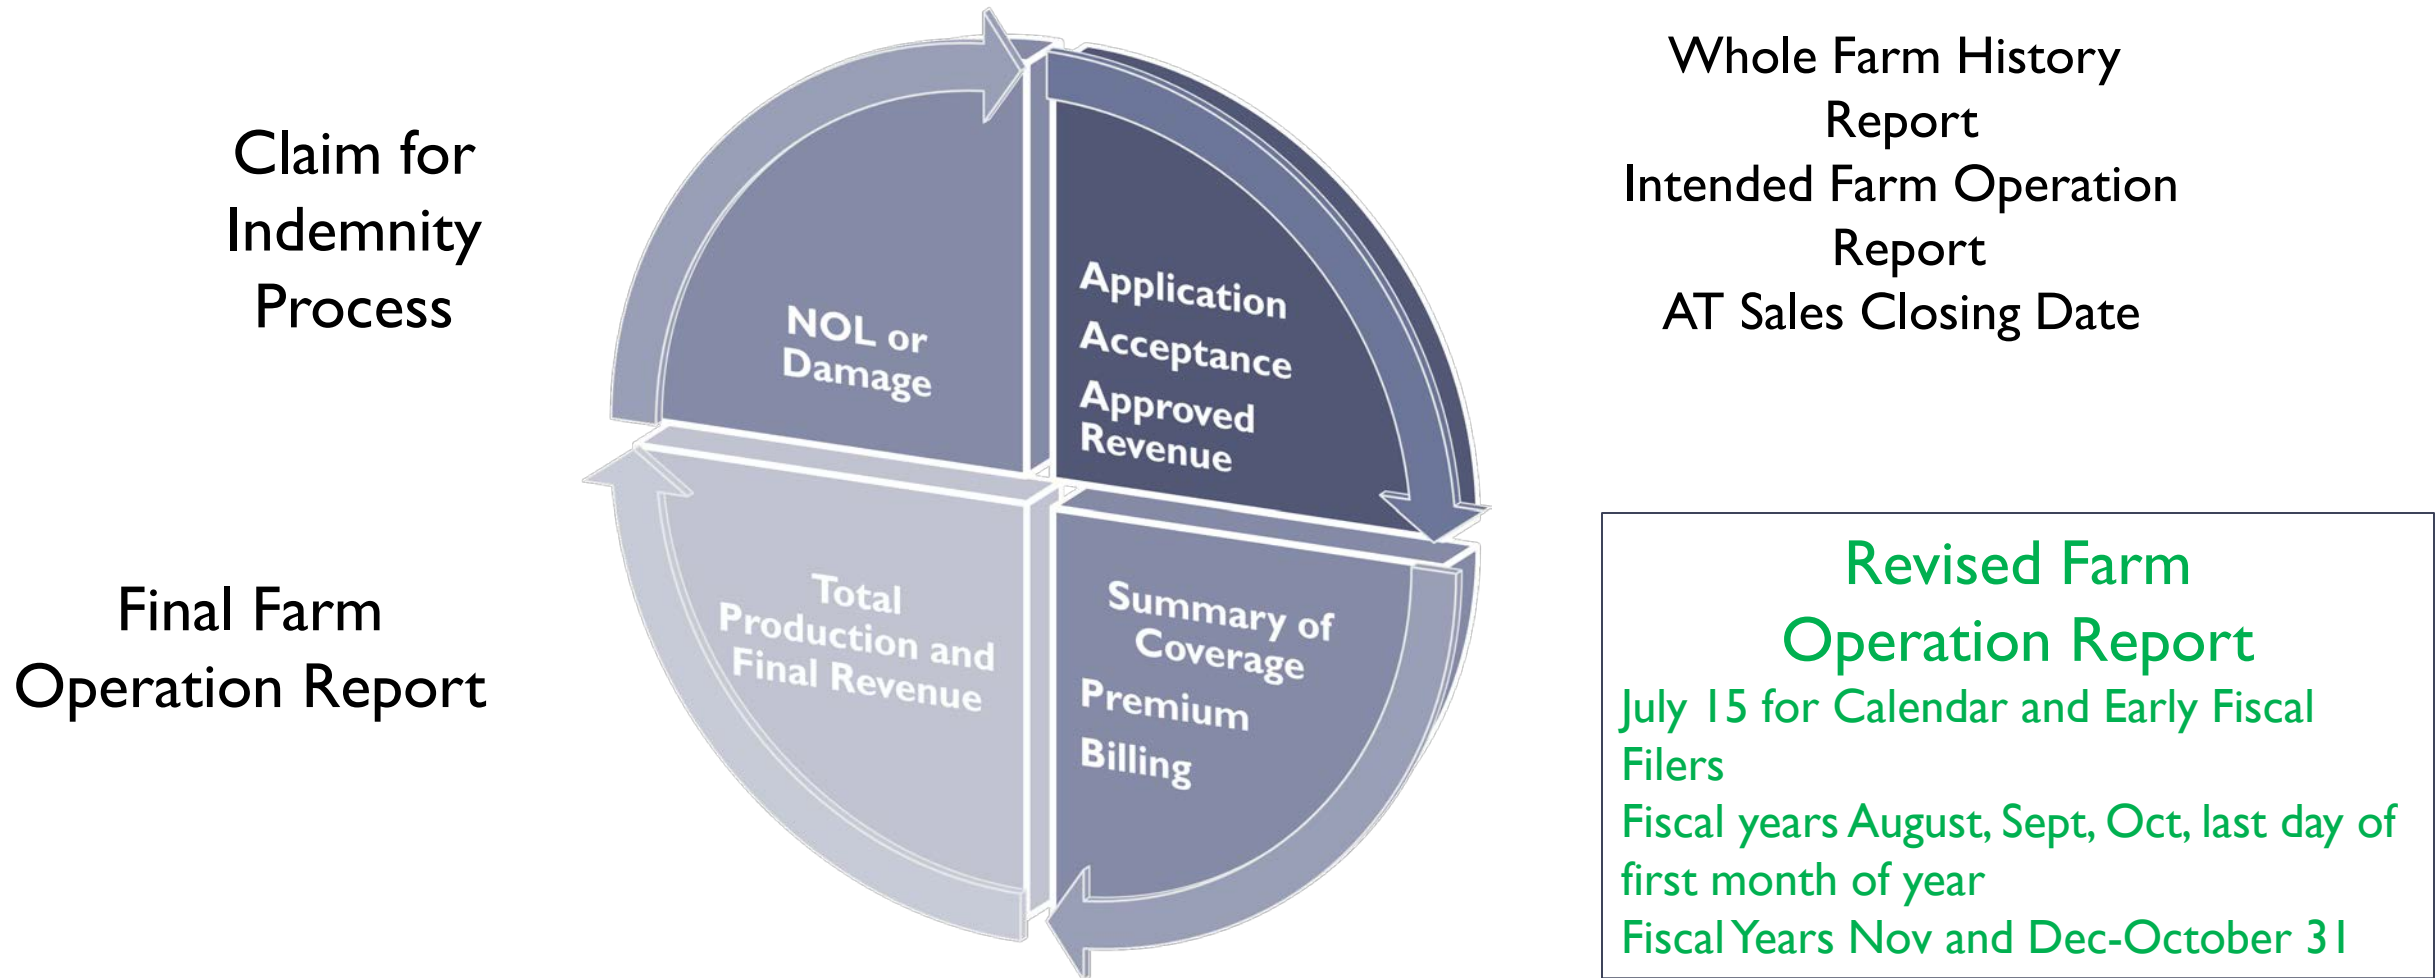 Claim for
Indemnity
Process
NOL or
Damage
Application
Acceptance
Approved
Revenue
Whole Farm History
Report
Intended Farm Operation
Report
AT Sales Closing Date
Final Farm
Operation Report
Total
Production and
Final Revenue
Summary of
Coverage
Premium
Billing
Revised Farm
Operation Report
July 15 for Calendar and Early Fiscal
Filers
Fiscal years August, Sept, Oct, last day of
first month of year
Fiscal Years Nov and Dec-October 31